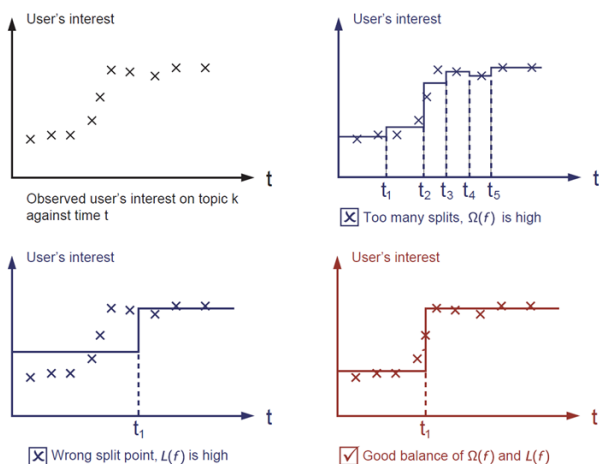 User's interest
t
Observed user's interest on topic k
against time t
User's interest
t
t₁ t₂ t₃ t₄ t₅
Too many splits, Ω(f) is high
User's interest
t
t₁
Wrong split point, L(f) is high
User's interest
t
t₁
Good balance of Ω(f) and L(f)